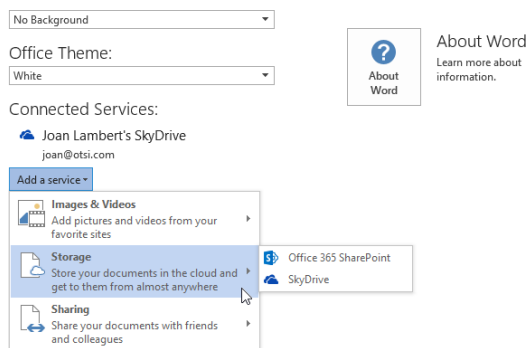 No Background
Office Theme:
White
Connected Services:
Joan Lambert's SkyDrive
joan@otsi.com
Add a service
Images & Videos
Add pictures and videos from your
favorite sites
Storage
Store your documents in the cloud and
get to them from almost anywhere
Sharing
Share your documents with friends
and colleagues
Office 365 SharePoint
SkyDrive
About
Word
About Word
Learn more about
information.